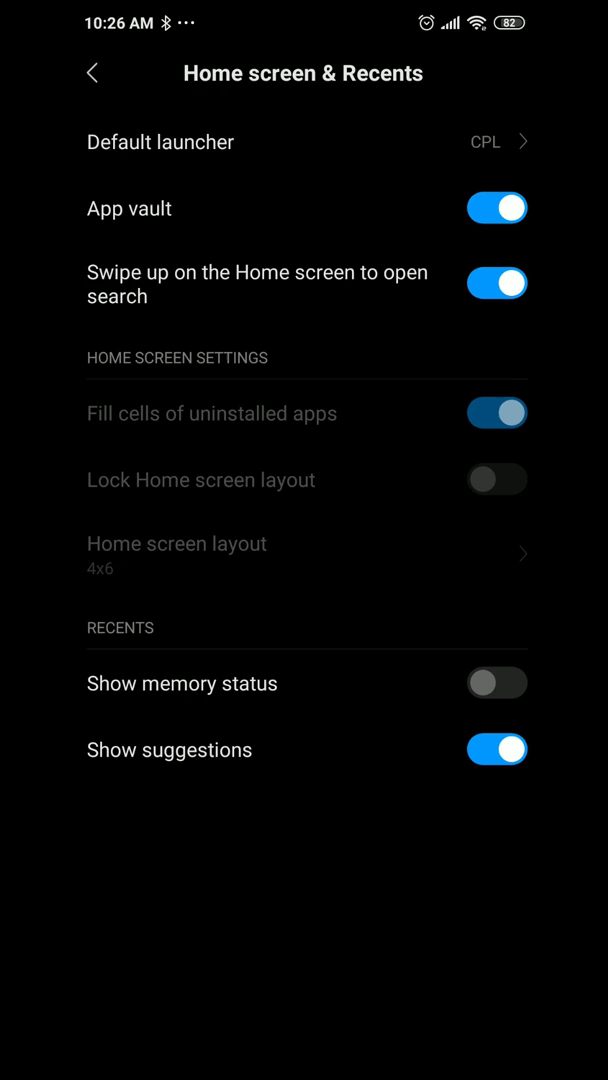 10:26 AM ...
82
Home screen & Recents
Default launcher CPL
App vault
Swipe up on the Home screen to open
search
HOME SCREEN SETTINGS
Fill cells of uninstalled apps
Lock Home screen layout
Home screen layout
4x6
RECENTS
Show memory status
Show suggestions